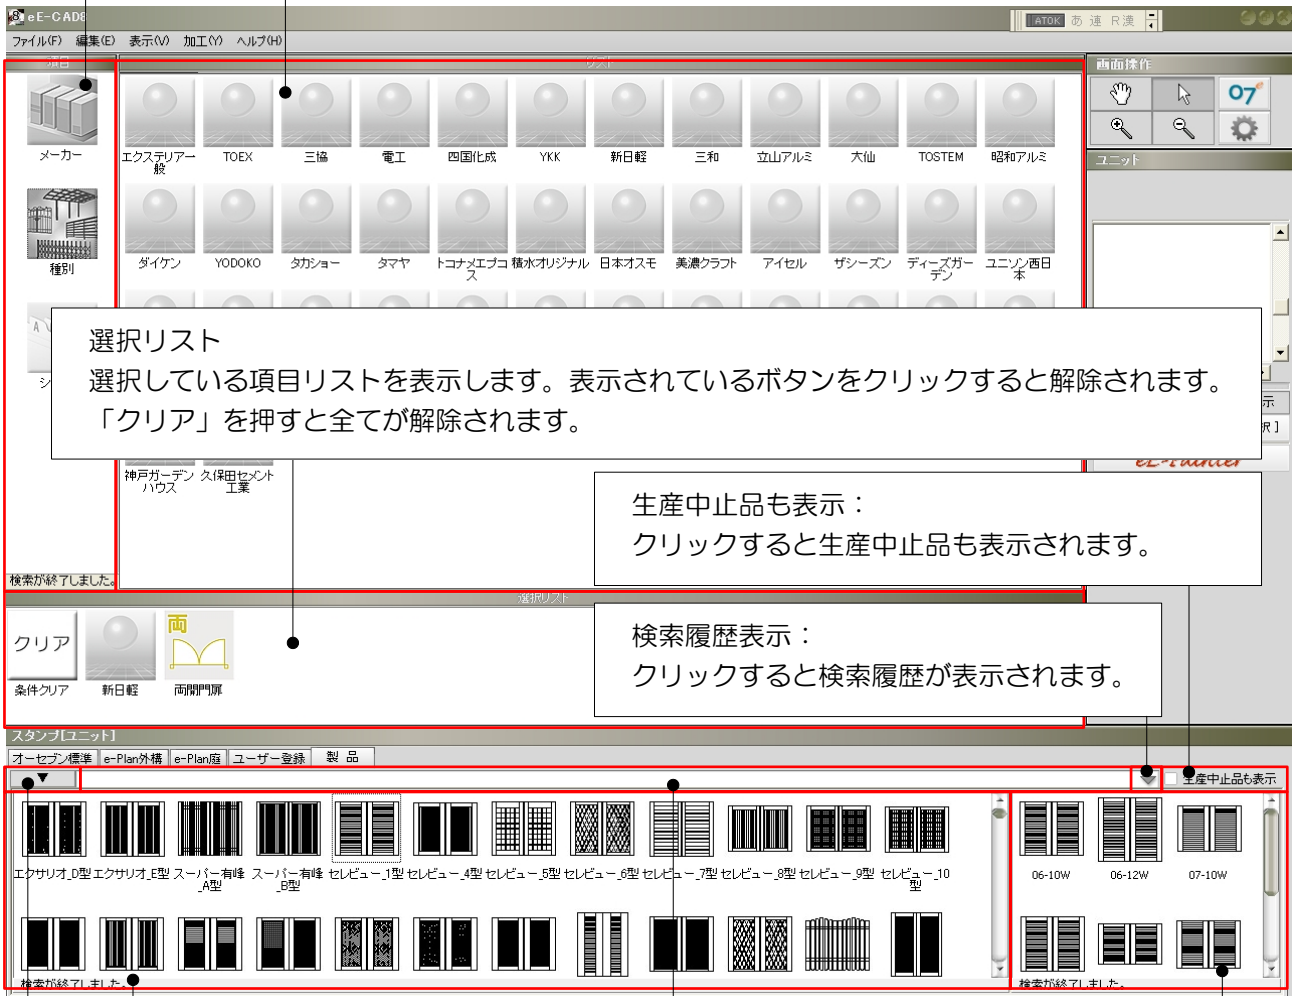 eE-CAD8
ATOK あ 連 R漢
ファイル(F) 編集(E) 表示(V) 加工(Y) ヘルプ(H)
項目
リスト
画面操作
メーカー
エクステリア一般
TOEX
三協
電工
四国化成
YKK
新日軽
三和
立山アルミ
大仙
TOSTEM
昭和アルミ
07
ユニット
種別
ダイケン
YODOKO
タカショー
タマヤ
トコナメエプコス
積水オリジナル
日本オスモ
美濃クラフト
アイセル
ザシーズン
ディーズガーデン
ユニソン西日本
選択リスト
選択している項目リストを表示します。表示されているボタンをクリックすると解除されます。
「クリア」を押すと全てが解除されます。
シ
示
択]
神戸ガーデンハウス
久保田セメント工業
生産中止品も表示:
クリックすると生産中止品も表示されます。
検索が終了しました。
選択リスト
検索履歴表示:
クリックすると検索履歴が表示されます。
クリア
両
条件クリア
新日軽
両開門扉
スタンプ[ユニット]
オーセブン標準 e-Plan外構 e-Plan庭 ユーザー登録 製品
▼
生産中止品も表示
エクサリオ_D型
エクサリオ_E型
スーパー有峰_A型
スーパー有峰_B型
セレビュー_1型
セレビュー_4型
セレビュー_5型
セレビュー_6型
セレビュー_7型
セレビュー_8型
セレビュー_9型
セレビュー_10型
06-10W
06-12W
07-10W
検索が終了しました。
検索が終了しました。